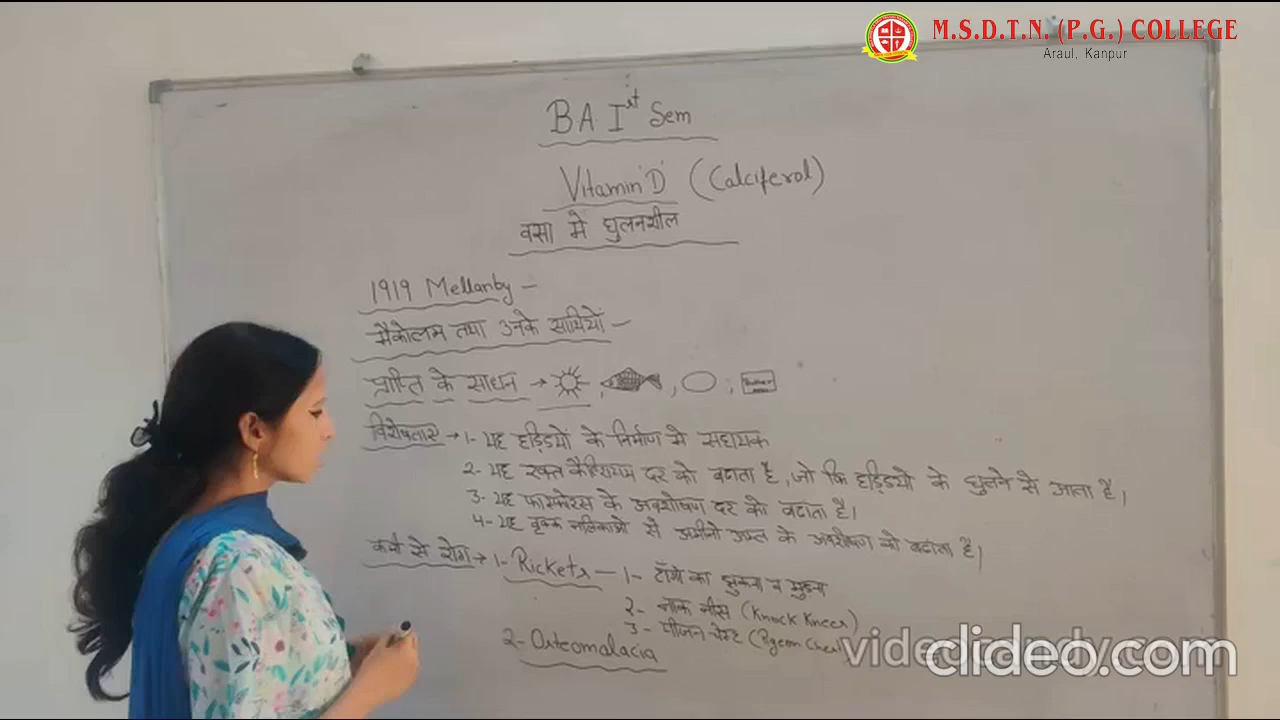 M.S.D.T.N. (P.G.) COLLEGE
Araul, Kanpur
BA Ist Sem
Vitamin 'D' (Calciferol)
वसा मे घुलनशील
1919 Mellanby -
मैकोलम तथा उनके साथियों -
प्राप्ति के साधन →
विशेषताए → 1- यह हड्डियों के निर्माण मे सहायक
2- यह रक्त कैल्शियम दर को बढाता है, जो कि हड्डियो के घुलने से आता है।
3- यह फास्फोरस के अवशोषण दर को बढाता है।
4- यह वृक्क नलिकाओ से अमीनो अम्ल के अवशोषण को बढाता है।
कमी से रोग → 1- Rickets - 1- टाँगो का झुकना व मुडना
2- नाक नीस (Knock Knees)
3- पीजन चेस्ट (Pigeon Chest)
2- Osteomalacia
clideo.com